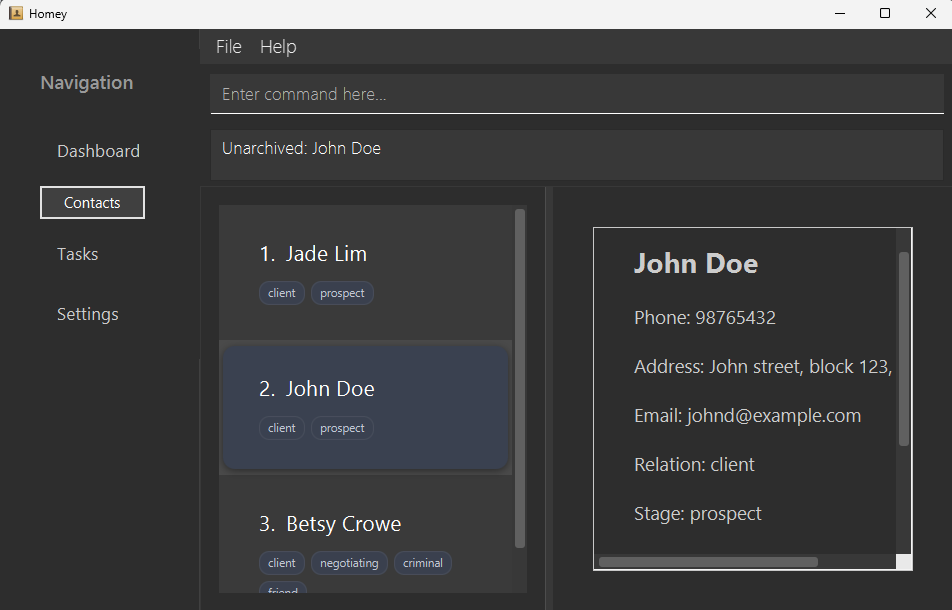 Homey
File Help
Navigation
Dashboard
Contacts
Tasks
Settings
Enter command here...
Unarchived: John Doe
1. Jade Lim
client prospect
2. John Doe
client prospect
3. Betsy Crowe
client negotiating criminal
friend
John Doe
Phone: 98765432
Address: John street, block 123,
Email: johnd@example.com
Relation: client
Stage: prospect